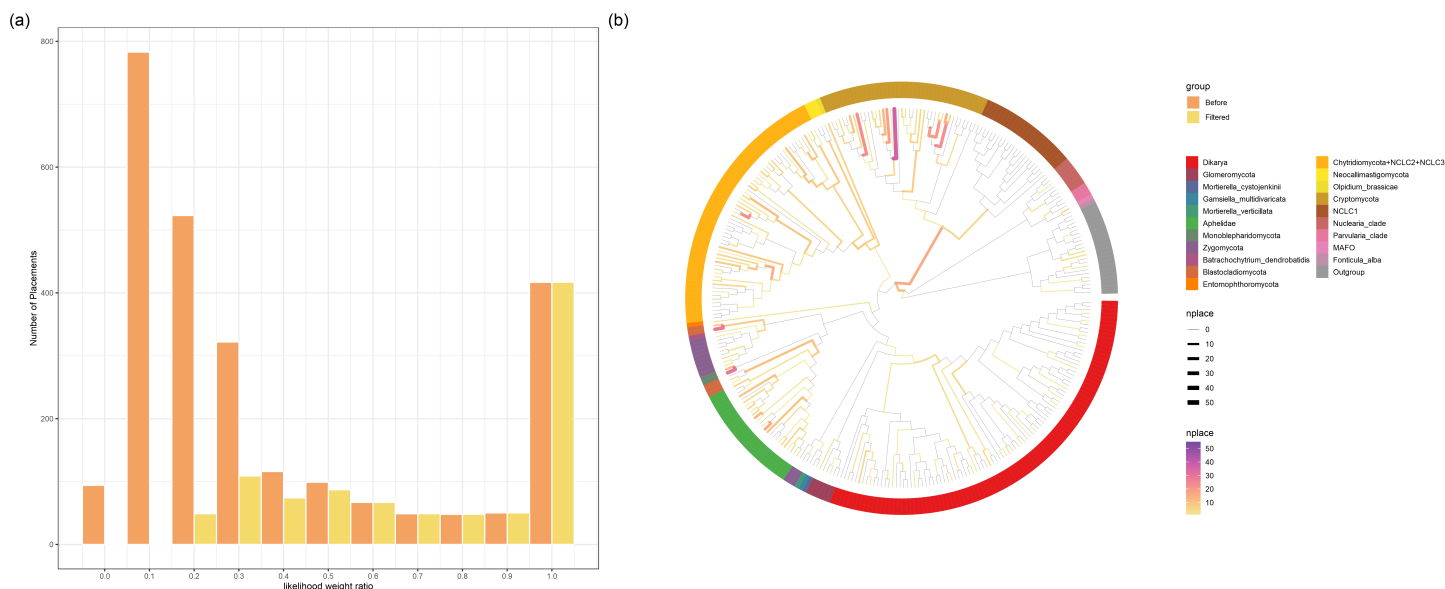 (a)
800
600
400
200
0
Number of Placements
0.0 0.1 0.2 0.3 0.4 0.5 0.6 0.7 0.8 0.9 1.0
likelihood weight ratio
(b)
group
Before
Filtered
Dikarya
Glomeromycota
Mortierella_cystojenkinii
Gamsiella_multidivaricata
Mortierella_verticillata
Aphelidae
Monoblepharidomycota
Zygomycota
Batrachochytrium_dendrobatidis
Blastocladiomycota
Entomophthoromycota
Chytridiomycota+NCLC2+NCLC3
Neocallimastigomycota
Olpidium_brassicae
Cryptomycota
NCLC1
Nuclearia_clade
Parvularia_clade
MAFO
Fonticula_alba
Outgroup
nplace
0
10
20
30
40
50
nplace
50
40
30
20
10